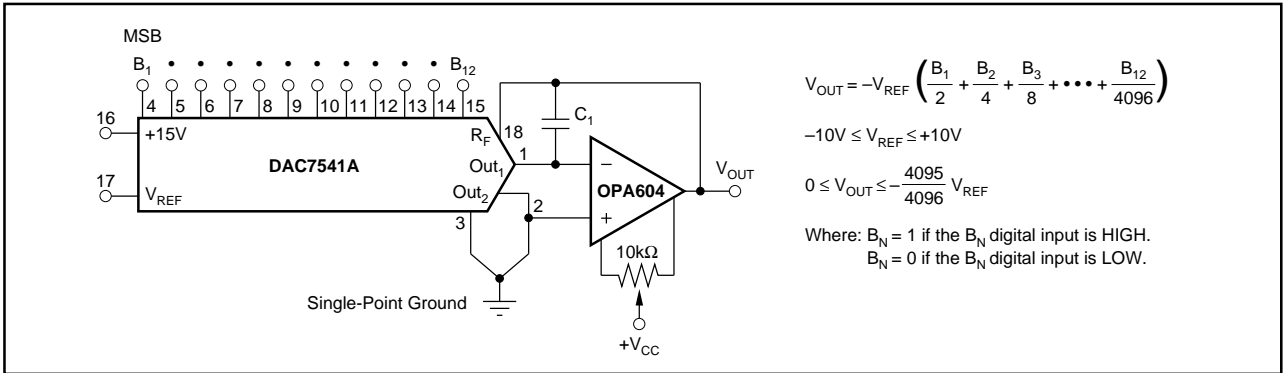 MSB
B1 • • • • • • • • • • B12
4 5 6 7 8 9 10 11 12 13 14 15
16
+15V
RF
18
C1
DAC7541A
Out1
1
–
OPA604
VOUT
17
VREF
Out2
2
+
3
10kΩ
Single-Point Ground
+VCC
VOUT = –VREF (B1/2 + B2/4 + B3/8 + • • • + B12/4096)
–10V ≤ VREF ≤ +10V
0 ≤ VOUT ≤ –4095/4096 VREF
Where: BN = 1 if the BN digital input is HIGH.
BN = 0 if the BN digital input is LOW.